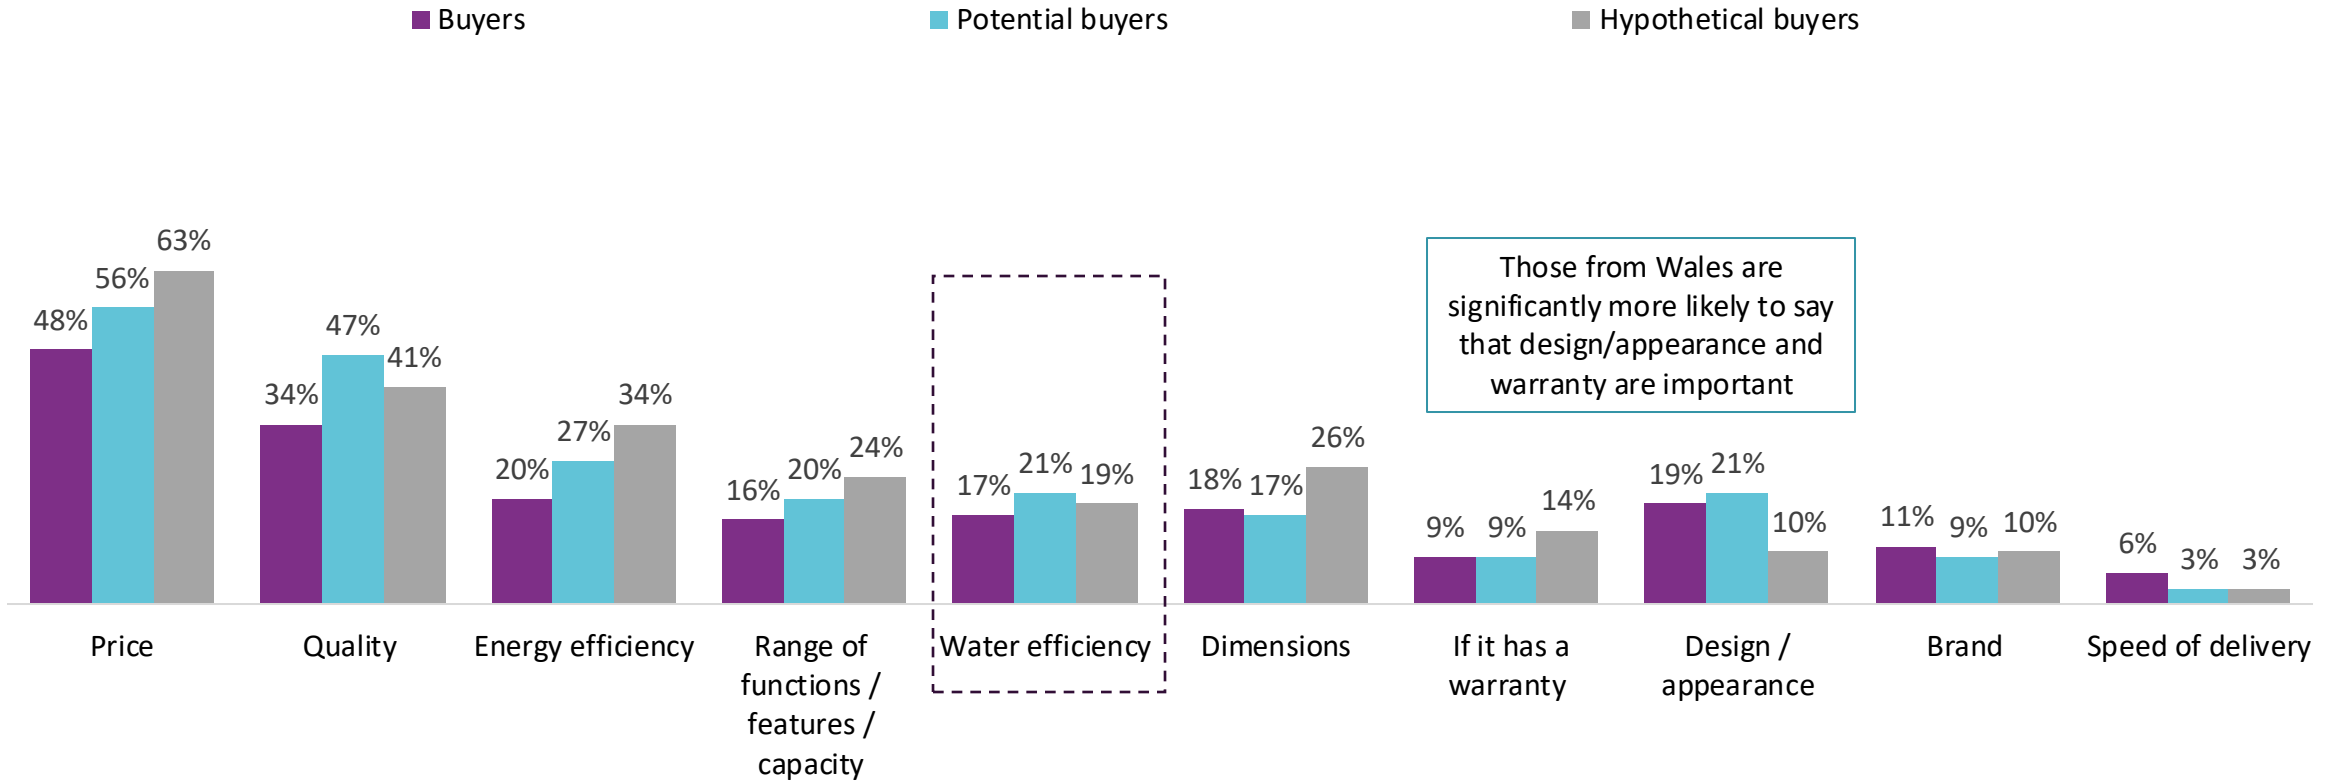 Buyers
Potential buyers
Hypothetical buyers
48%
56%
63%
34%
47%
41%
20%
27%
34%
16%
20%
24%
17%
21%
19%
18%
17%
26%
9%
9%
14%
19%
21%
10%
11%
9%
10%
6%
3%
3%
Those from Wales are
significantly more likely to say
that design/appearance and
warranty are important
Price
Quality
Energy efficiency
Range of
functions /
features /
capacity
Water efficiency
Dimensions
If it has a
warranty
Design /
appearance
Brand
Speed of delivery